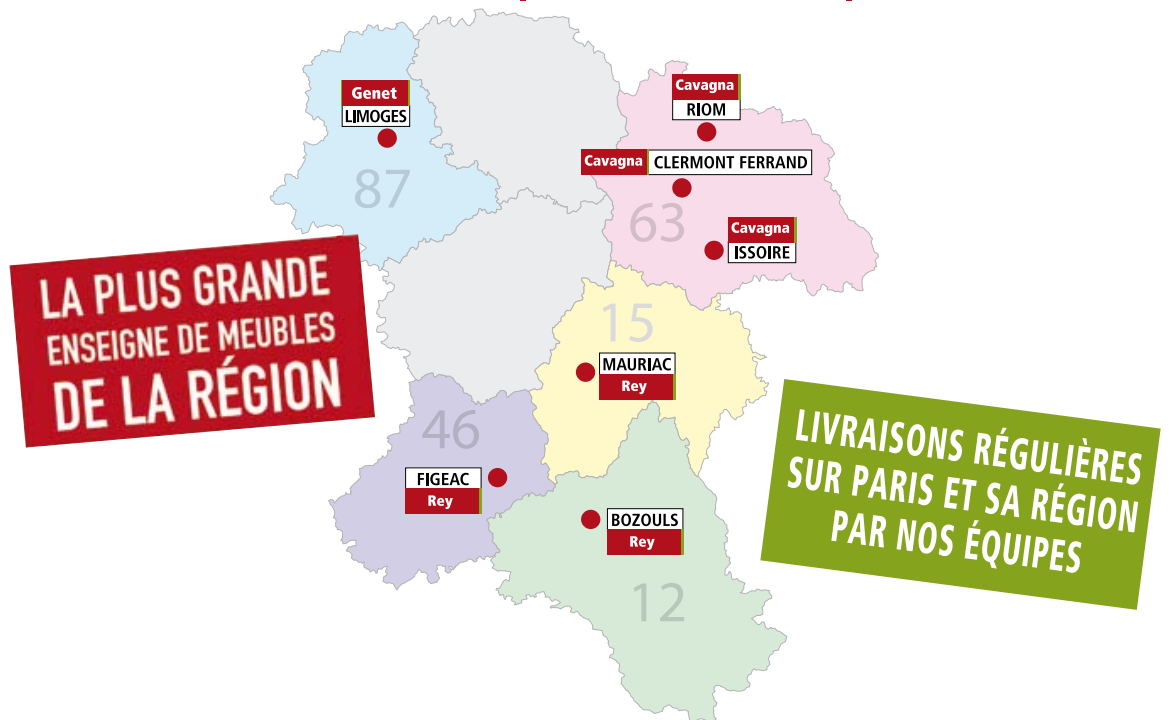 Genet
LIMOGES
87
Cavagna
RIOM
Cavagna CLERMONT FERRAND
63
Cavagna
ISSOIRE
LA PLUS GRANDE
ENSEIGNE DE MEUBLES
DE LA RÉGION
15
MAURIAC
Rey
46
FIGEAC
Rey
BOZOULS
Rey
12
LIVRAISONS RÉGULIÈRES
SUR PARIS ET SA RÉGION
PAR NOS ÉQUIPES